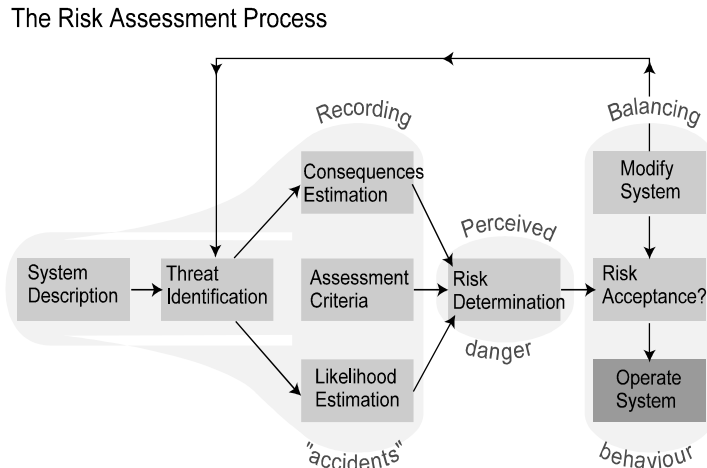 The Risk Assessment Process
Recording
Balancing
Consequences
Estimation
Modify
System
Perceived
System
Description
Threat
Identification
Assessment
Criteria
Risk
Determination
Risk
Acceptance?
danger
Likelihood
Estimation
Operate
System
"accidents"
behaviour